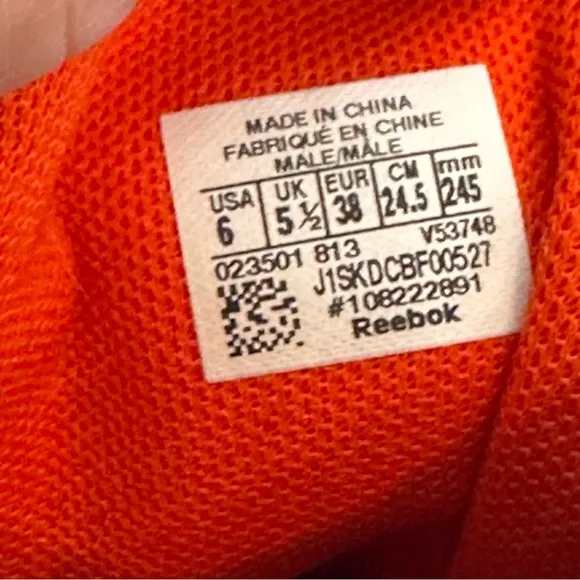 MADE IN CHINA
FABRIQUÉ EN CHINE
MALE/MÂLE
USA UK EUR CM mm
6 5 ½ 38 24.5 245
023501 813 V53748
J1SKDCBF00527
#108222891
Reebok